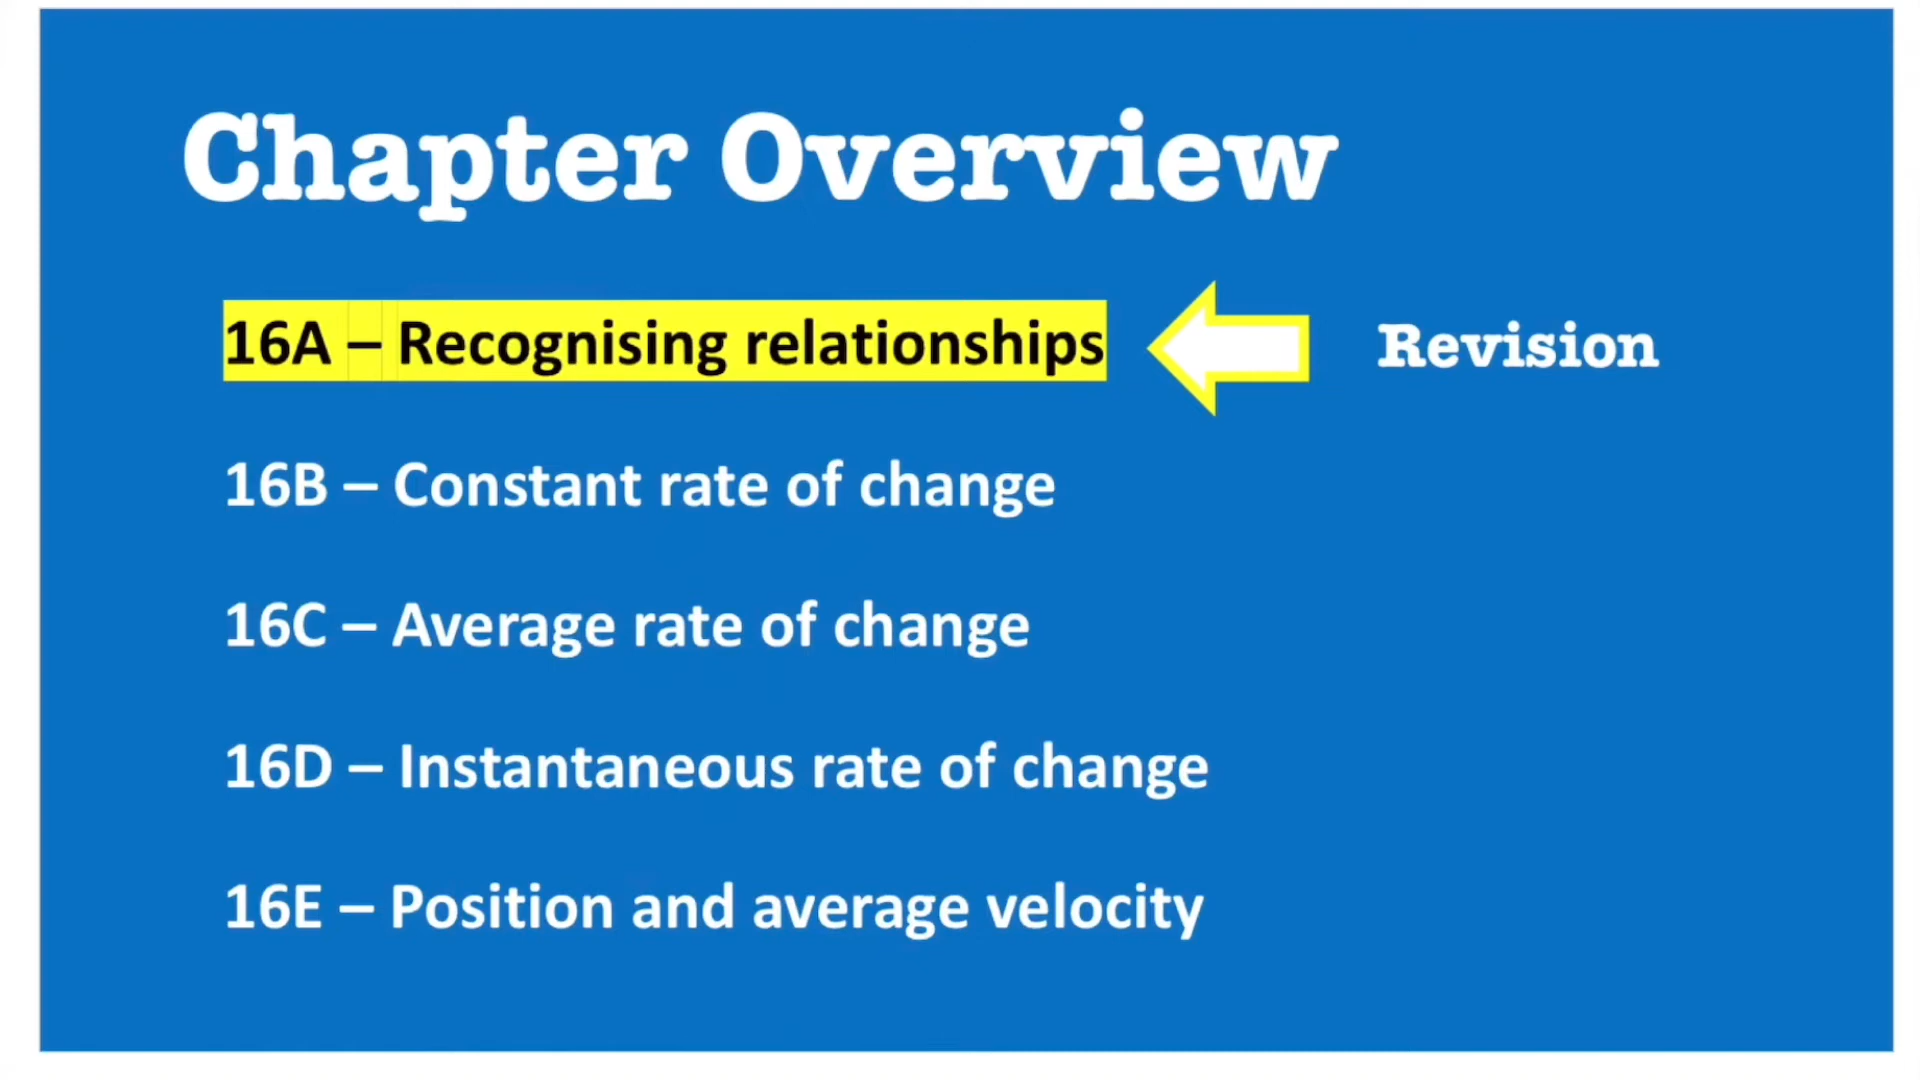 Chapter Overview
16A – Recognising relationships
Revision
16B – Constant rate of change
16C – Average rate of change
16D – Instantaneous rate of change
16E – Position and average velocity